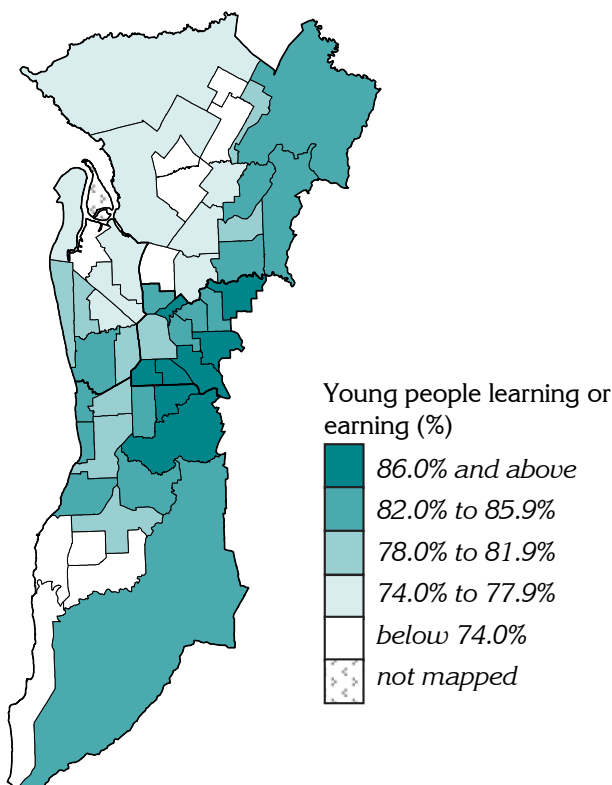 Young people learning or
earning (%)
86.0% and above
82.0% to 85.9%
78.0% to 81.9%
74.0% to 77.9%
below 74.0%
not mapped